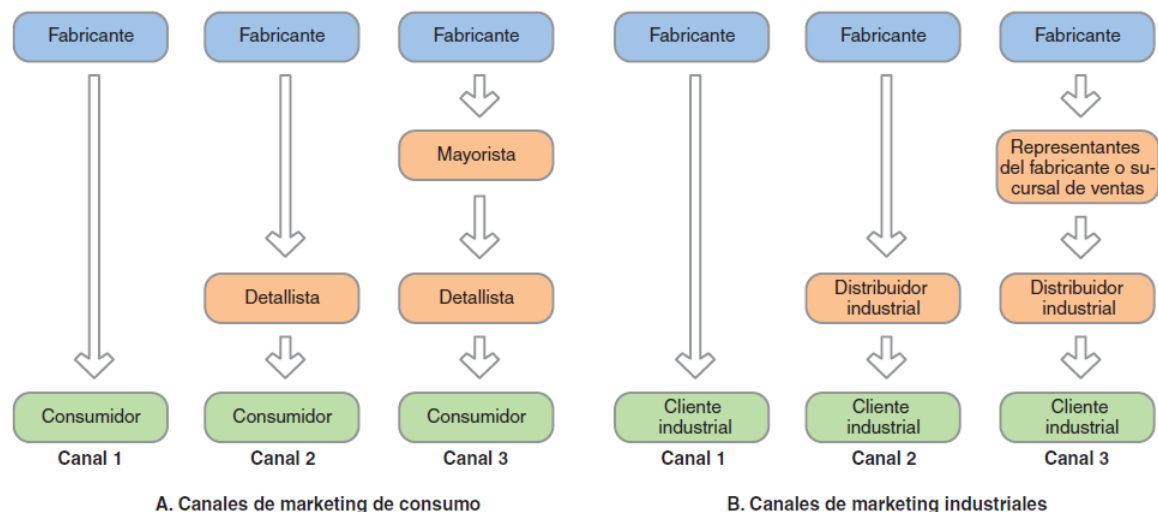 Fabricante
Fabricante
Fabricante
Fabricante
Fabricante
Fabricante
Mayorista
Representantes
del fabricante o su-
cursal de ventas
Detallista
Detallista
Distribuidor
industrial
Distribuidor
industrial
Consumidor
Consumidor
Consumidor
Cliente
industrial
Cliente
industrial
Cliente
industrial
Canal 1
Canal 2
Canal 3
Canal 1
Canal 2
Canal 3
A. Canales de marketing de consumo
B. Canales de marketing industriales